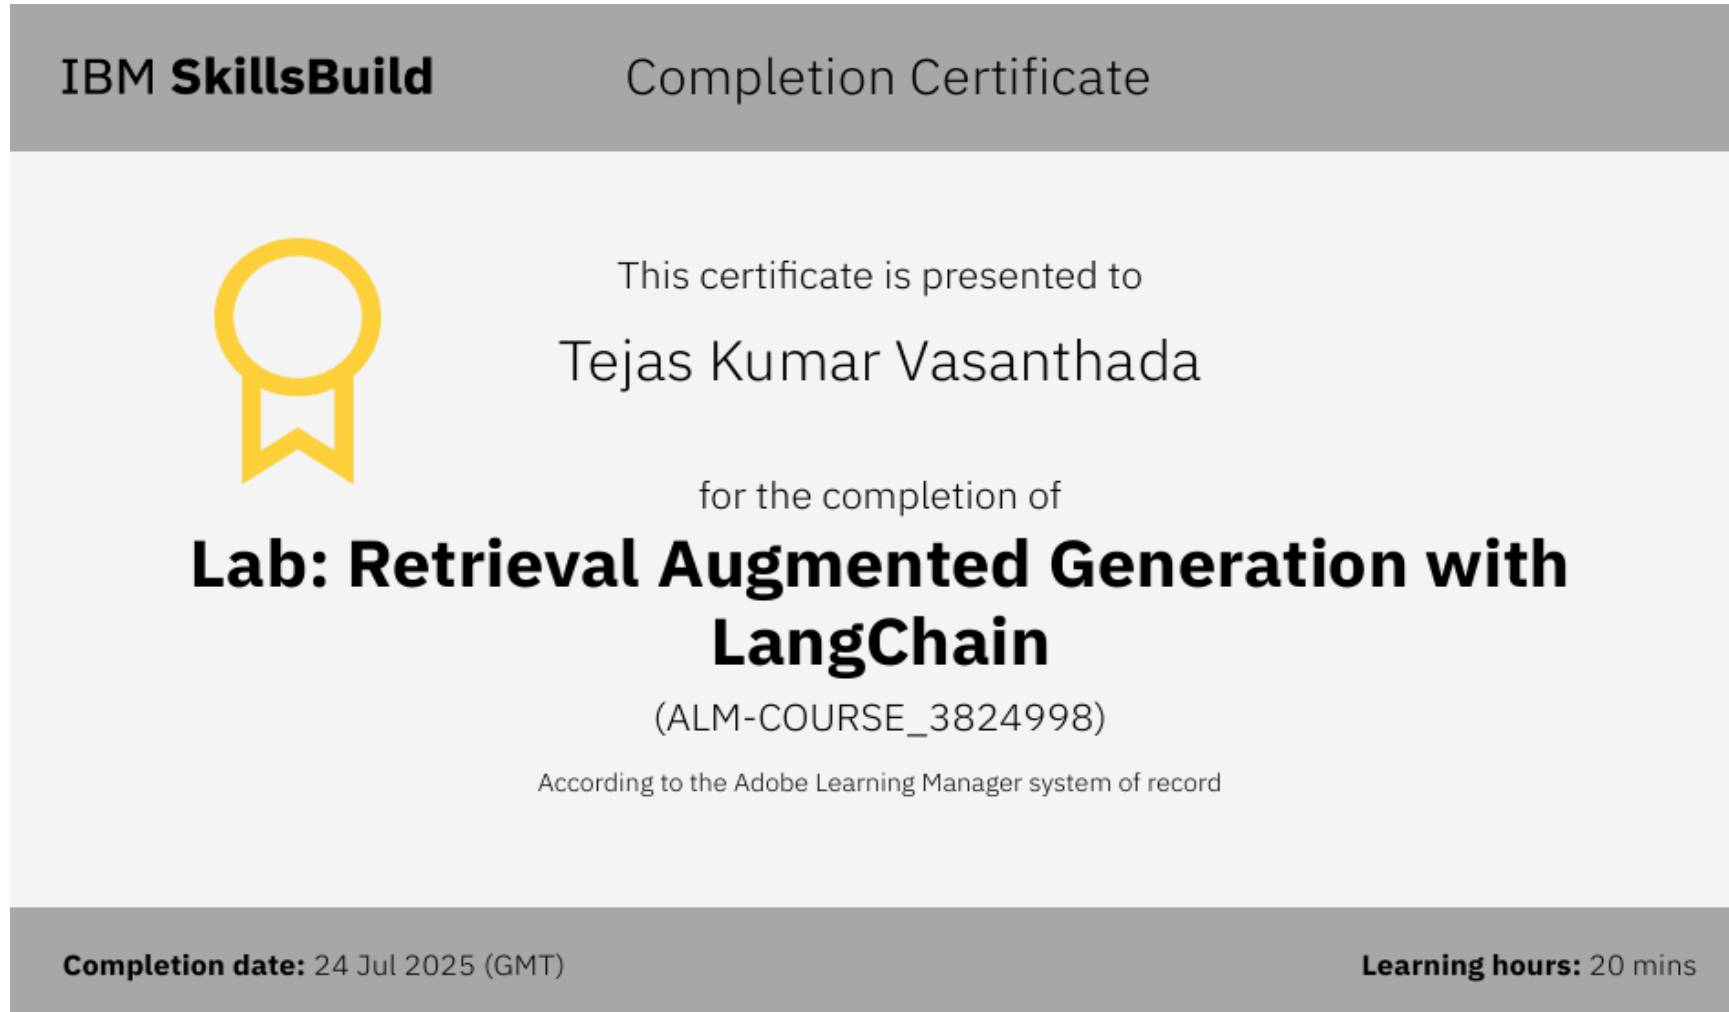 IBM SkillsBuild
Completion Certificate
This certificate is presented to
Tejas Kumar Vasanthada
for the completion of
Lab: Retrieval Augmented Generation with
LangChain
(ALM-COURSE_3824998)
According to the Adobe Learning Manager system of record
Completion date: 24 Jul 2025 (GMT)
Learning hours: 20 mins